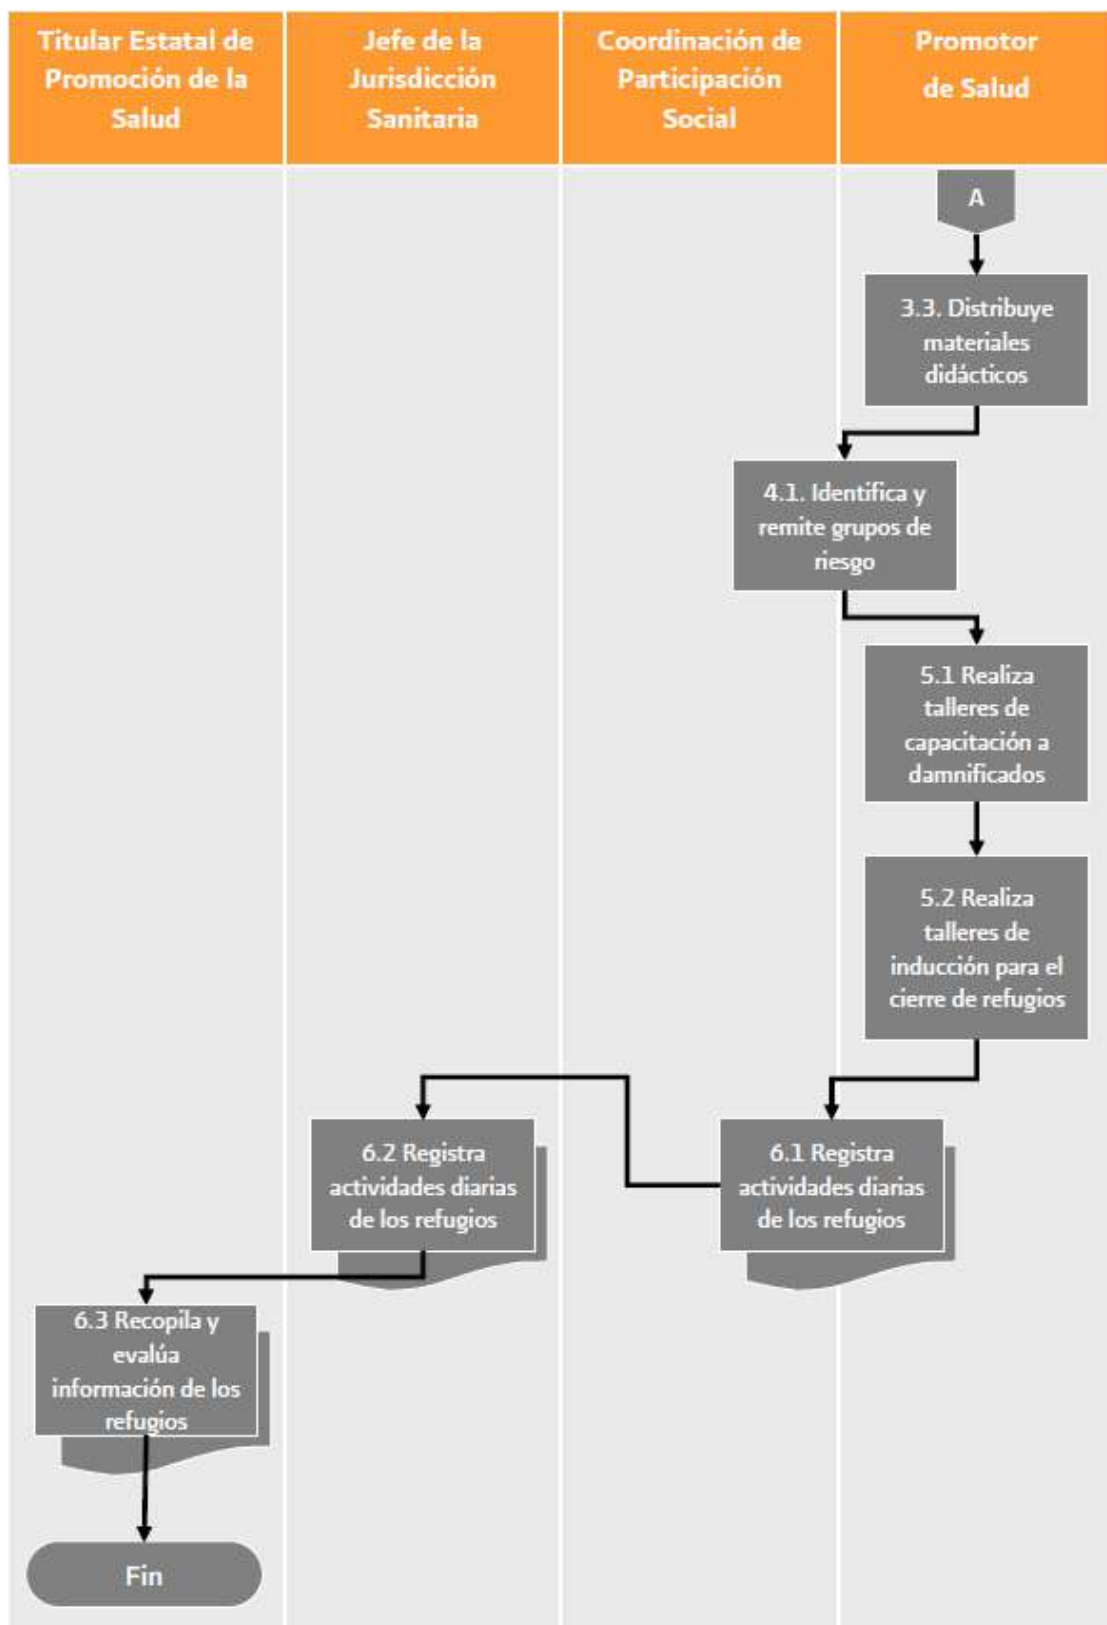 Titular Estatal de
Promoción de la
Salud
Jefe de la
Jurisdicción
Sanitaria
Coordinación de
Participación
Social
Promotor
de Salud
A
3.3. Distribuye
materiales
didácticos
4.1. Identifica y
remite grupos de
riesgo
5.1 Realiza
talleres de
capacitación a
damnificados
5.2 Realiza
talleres de
inducción para el
cierre de refugios
6.1 Registra
actividades diarias
de los refugios
6.2 Registra
actividades diarias
de los refugios
6.3 Recopila y
evalúa
información de los
refugios
Fin